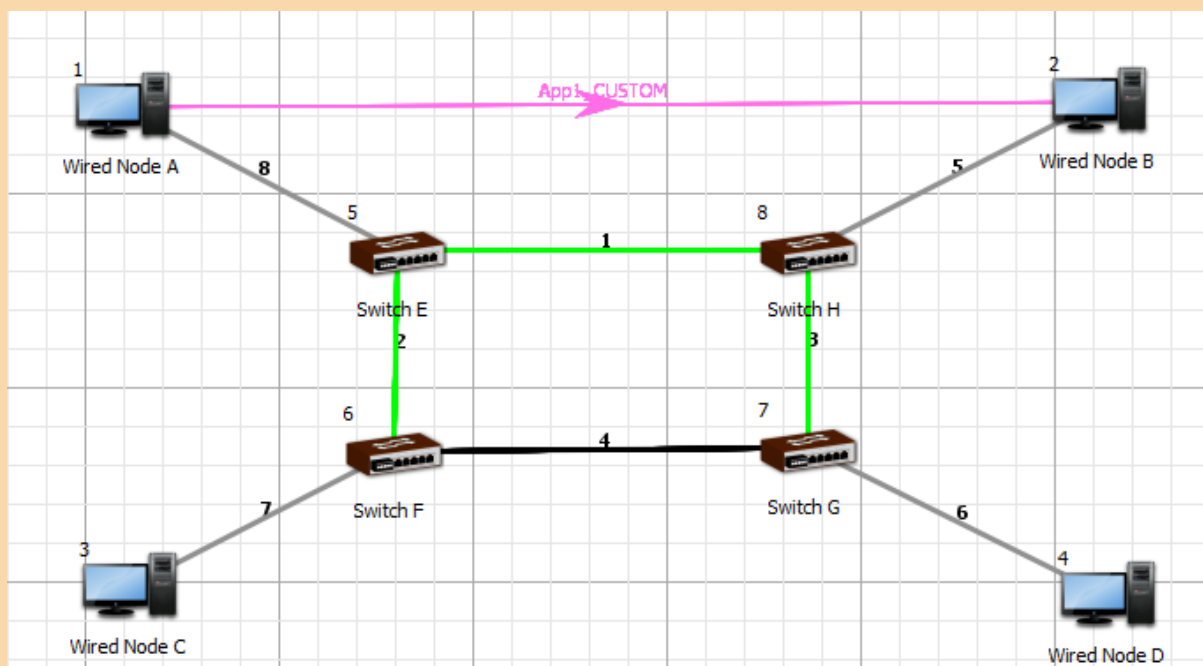 1
2
App1_CUSTOM
Wired Node A
Wired Node B
8
5
5
8
1
Switch E
Switch H
2
3
6
7
4
Switch F
Switch G
7
6
3
4
Wired Node C
Wired Node D